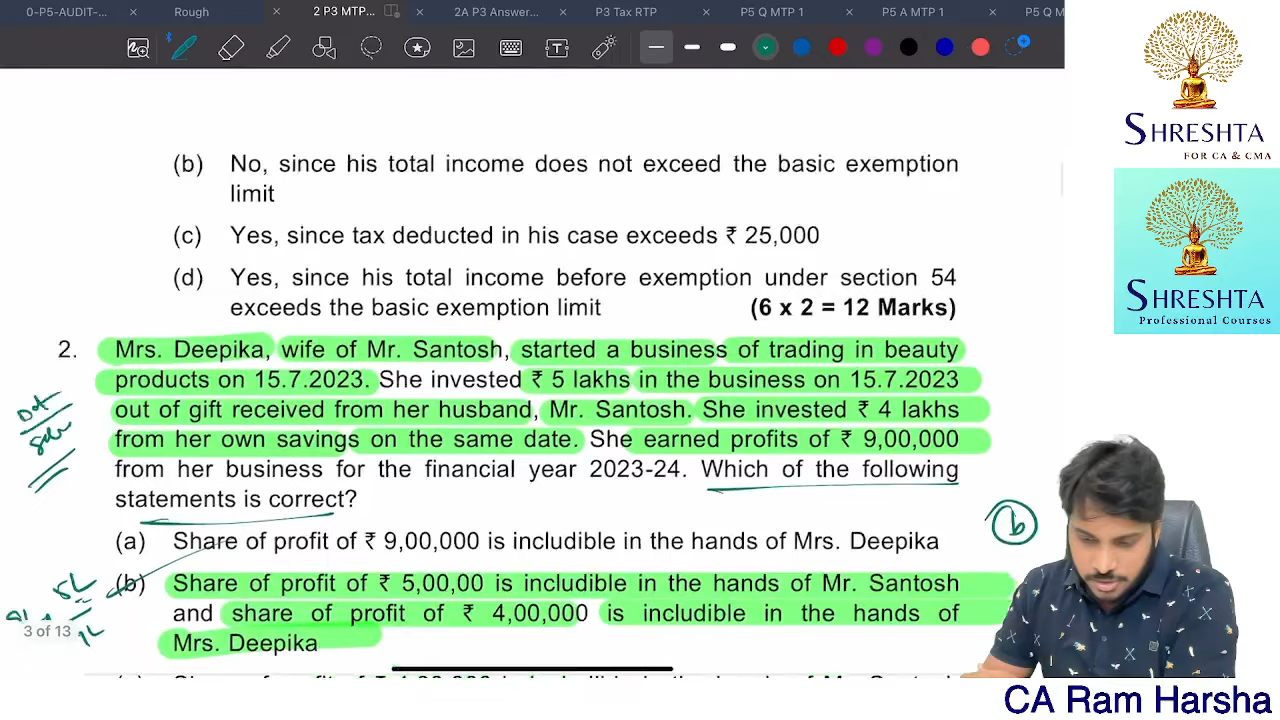 0-P5-AUDIT-... Rough 2 P3 MTP... 2A P3 Answer... P3 Tax RTP P5 Q MTP 1 P5 A MTP 1 P5 Q M
SHRESHTA
FOR CA & CMA
(b) No, since his total income does not exceed the basic exemption
limit
(c) Yes, since tax deducted in his case exceeds ₹ 25,000
(d) Yes, since his total income before exemption under section 54
exceeds the basic exemption limit (6 x 2 = 12 Marks)
SHRESHTA
Professional Courses
2. Mrs. Deepika, wife of Mr. Santosh, started a business of trading in beauty
products on 15.7.2023. She invested ₹ 5 lakhs in the business on 15.7.2023
out of gift received from her husband, Mr. Santosh. She invested ₹ 4 lakhs
from her own savings on the same date. She earned profits of ₹ 9,00,000
from her business for the financial year 2023-24. Which of the following
statements is correct?
(a) Share of profit of ₹ 9,00,000 is includible in the hands of Mrs. Deepika
b
(b) Share of profit of ₹ 5,00,00 is includible in the hands of Mr. Santosh
and share of profit of ₹ 4,00,000 is includible in the hands of
Mrs. Deepika
5L
9L
3 of 13
CA Ram Harsha